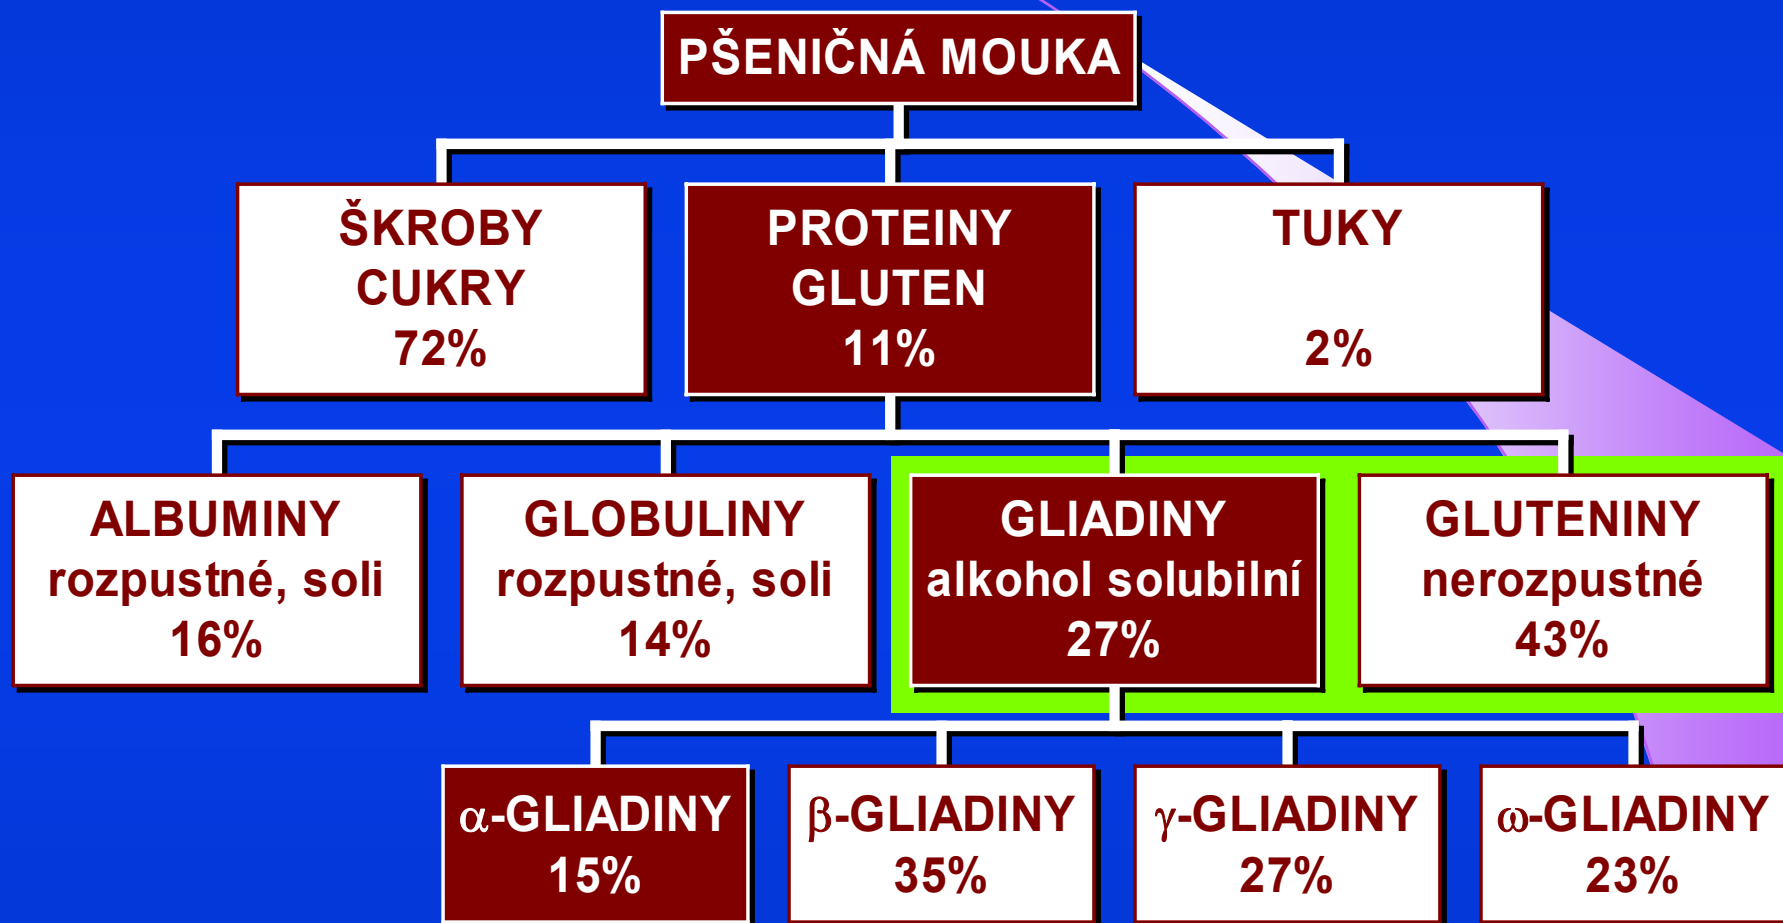 PŠENIČNÁ MOUKA
ŠKROBY
CUKRY
72%
PROTEINY
GLUTEN
11%
TUKY
2%
ALBUMINY
rozpustné, soli
16%
GLOBULINY
rozpustné, soli
14%
GLIADINY
alkohol solubilní
27%
GLUTENINY
nerozpustné
43%
α-GLIADINY
15%
β-GLIADINY
35%
γ-GLIADINY
27%
ω-GLIADINY
23%